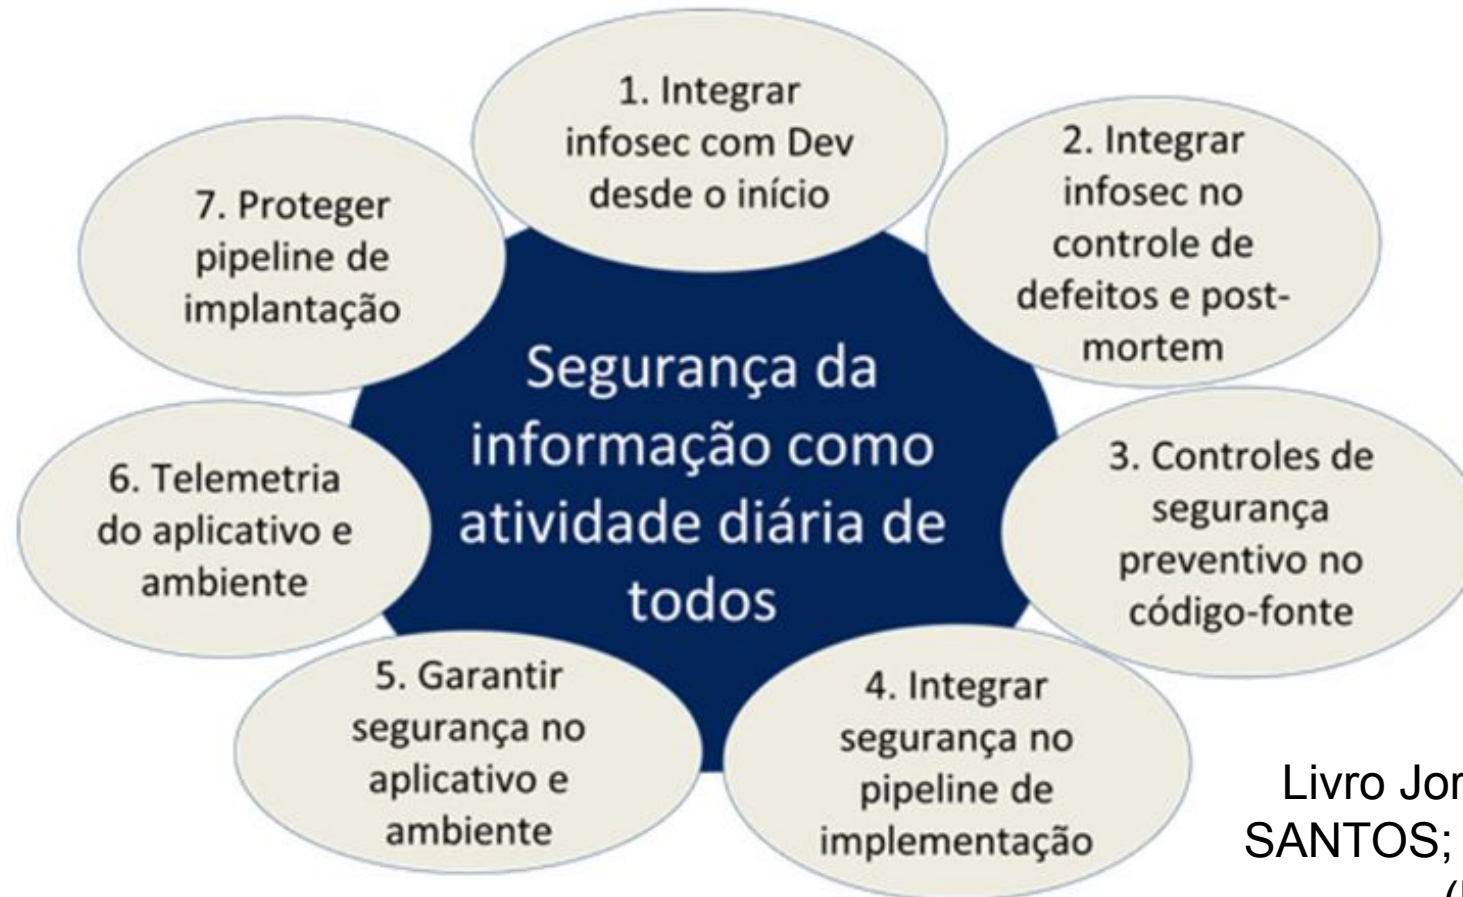 1. Integrar
infosec com Dev
desde o início
2. Integrar
infosec no
controle de
defeitos e post-
mortem
3. Controles de
segurança
preventivo no
código-fonte
4. Integrar
segurança no
pipeline de
implementação
5. Garantir
segurança no
aplicativo e
ambiente
6. Telemetria
do aplicativo e
ambiente
7. Proteger
pipeline de
implantação
Segurança da
informação como
atividade diária de
todos
Livro
SANTOS;